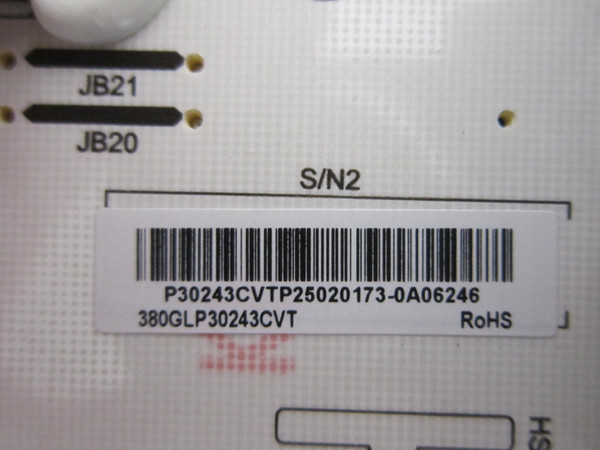 JB21
JB20
S/N2
P30243CVTP25020173-0A06246
380GLP30243CVT RoHS
HS